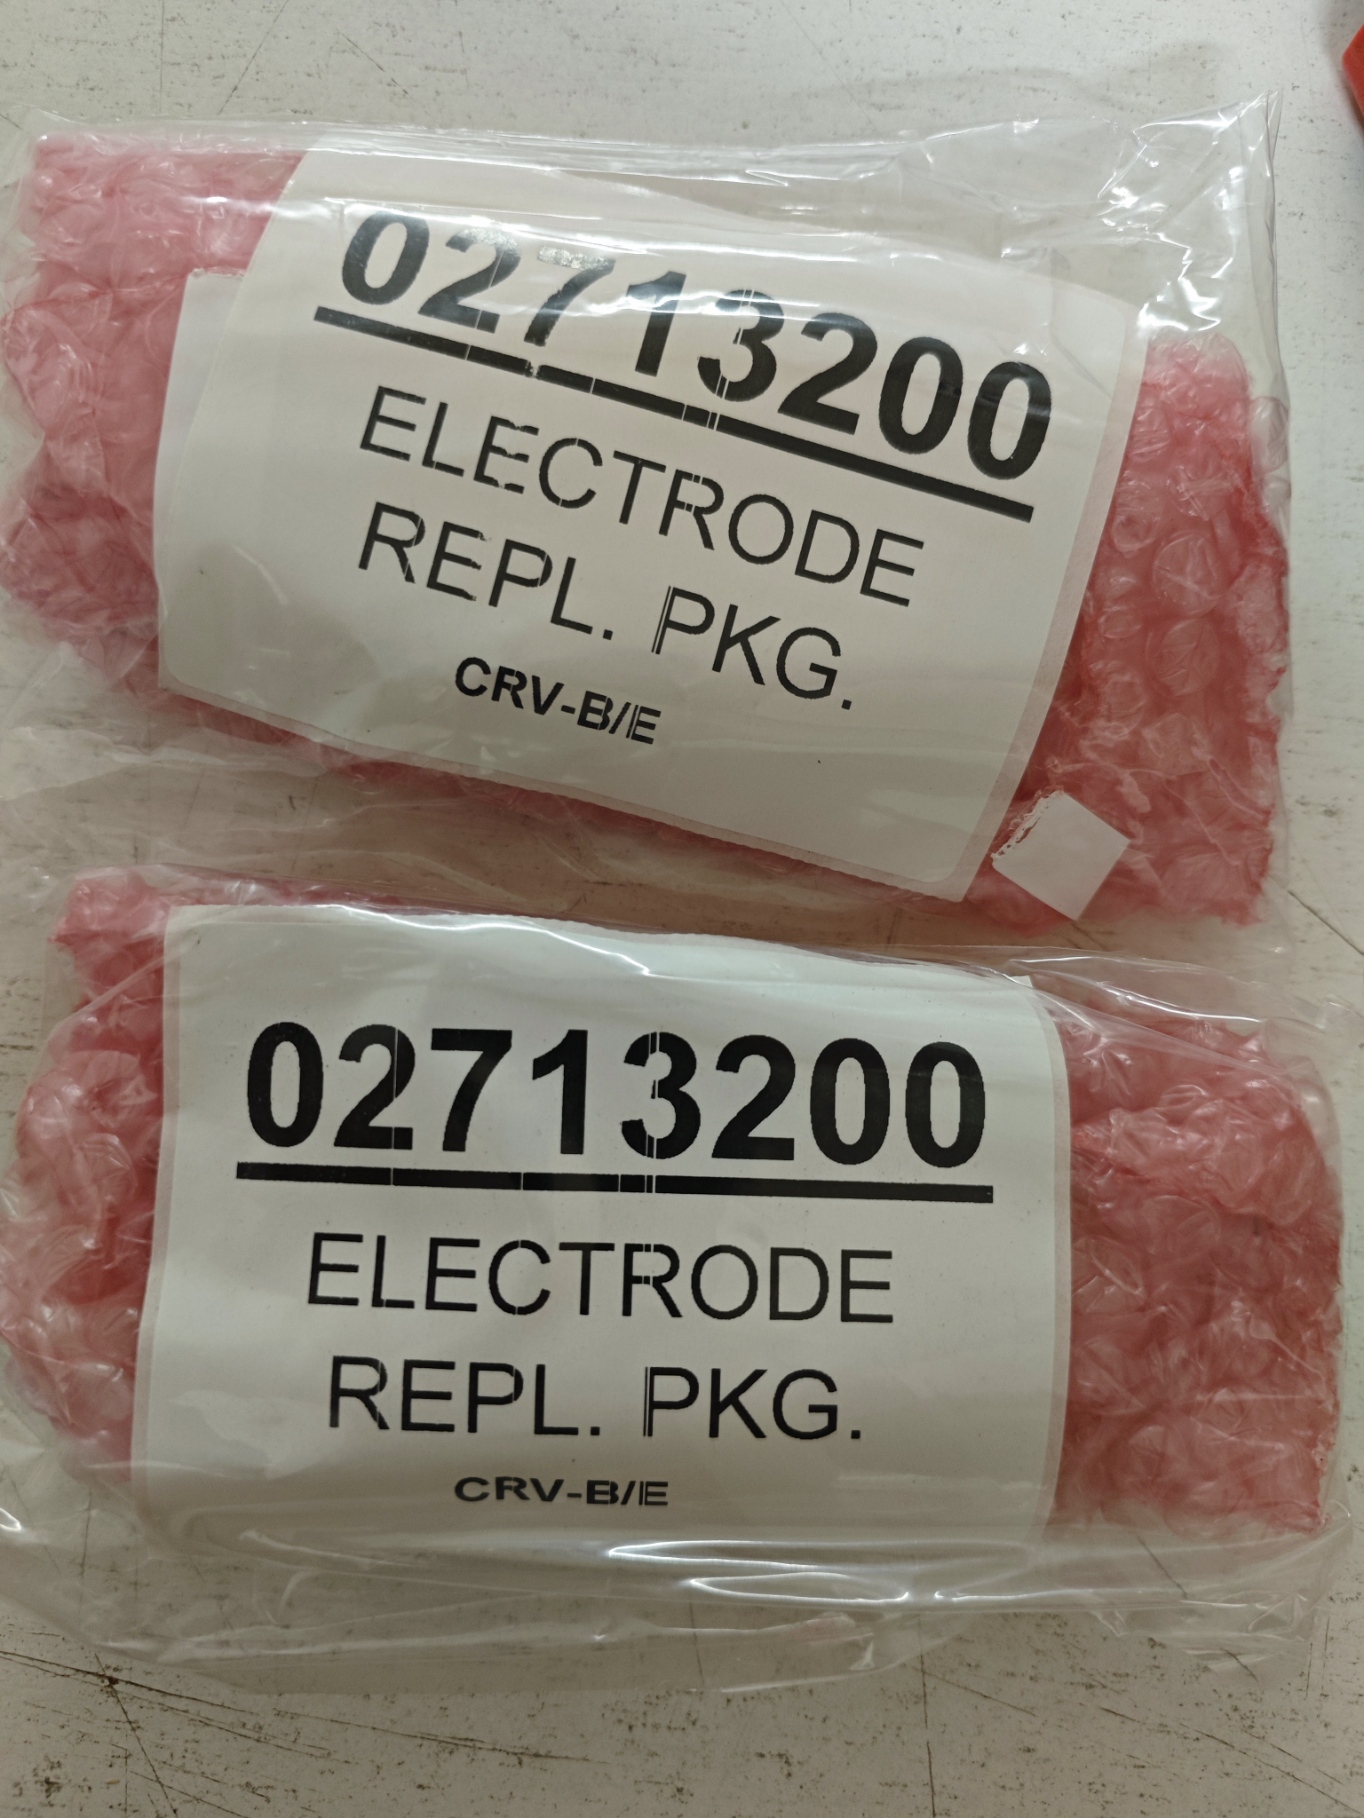 02713200
ELECTRODE
REPL. PKG.
CRV-B/E
02713200
ELECTRODE
REPL. PKG.
CRV-B/E